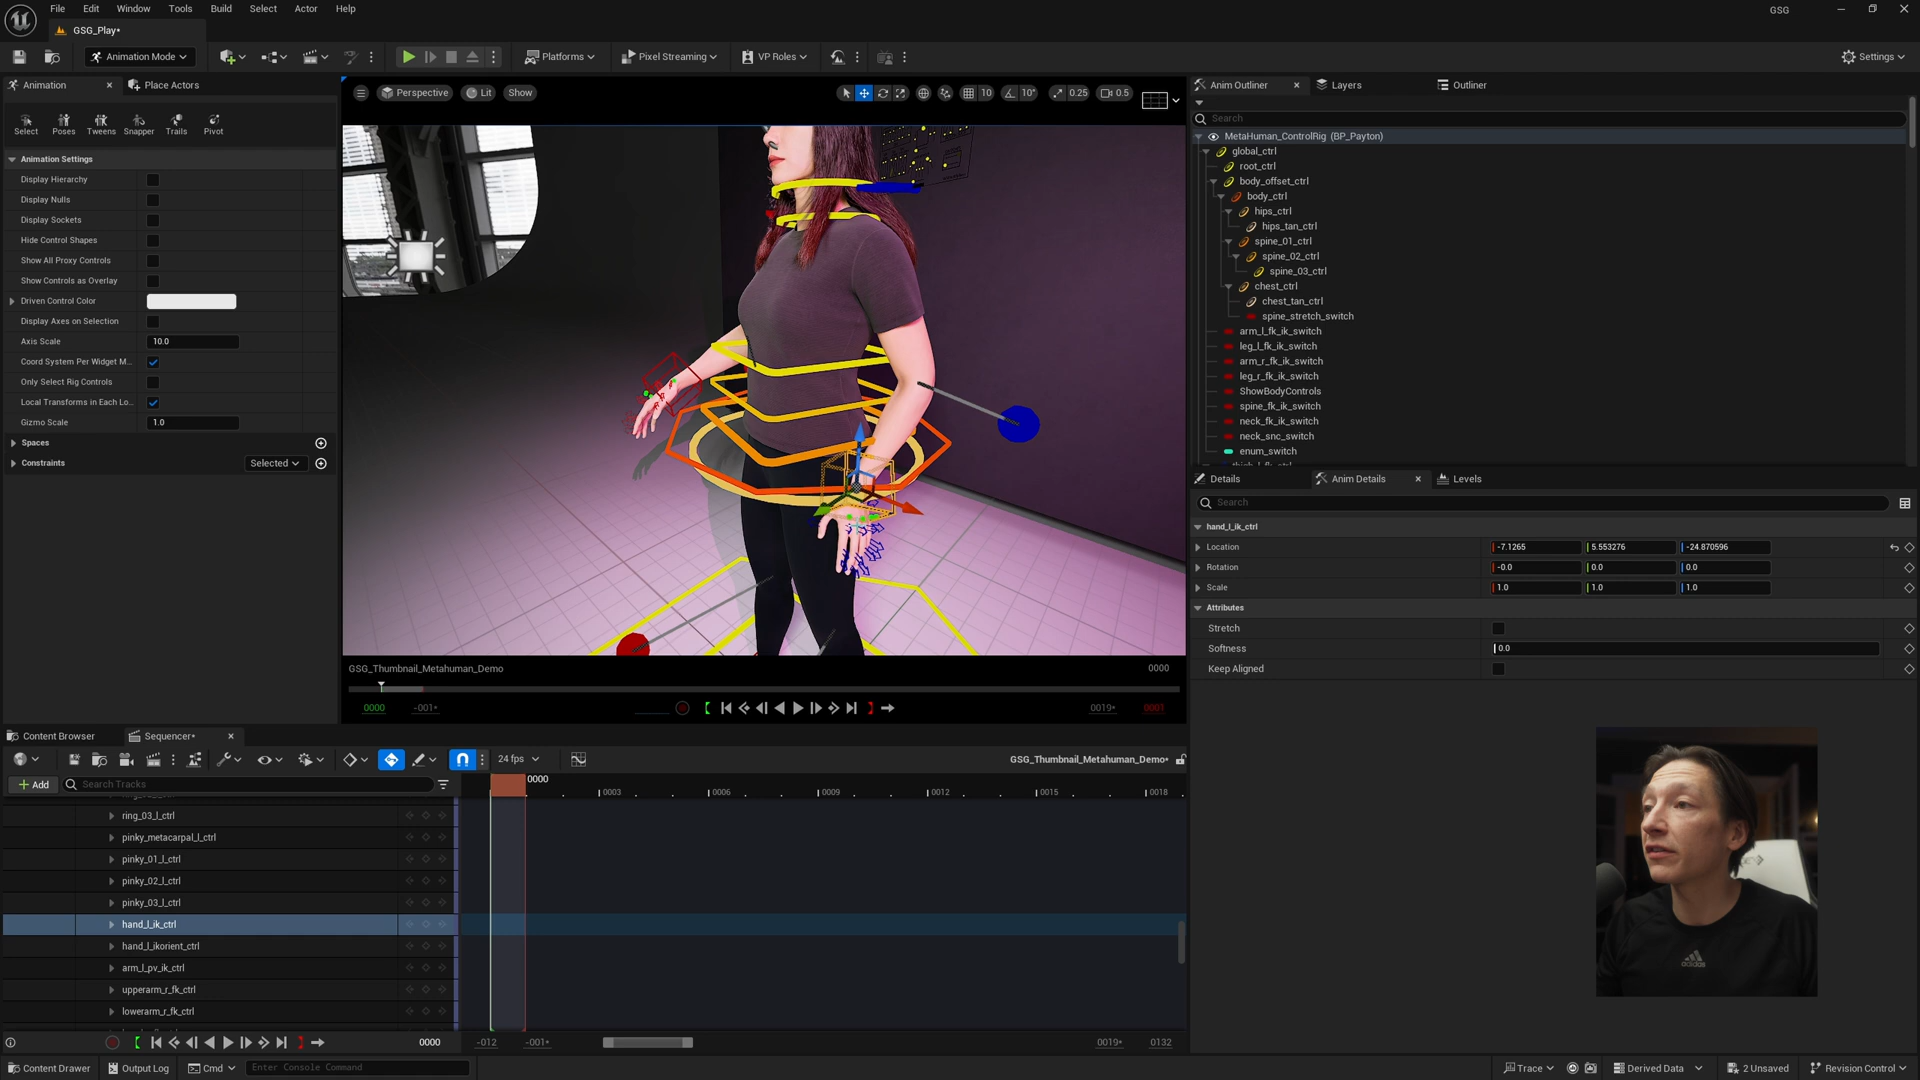 File Edit Window Tools Build Select Actor Help
GSG
GSG_Play*
Animation Mode
Platforms
Pixel Streaming
VP Roles
Settings
Animation
Place Actors
Select Poses Tweens Snapper Trails Pivot
Animation Settings
Display Hierarchy
Display Nulls
Display Sockets
Hide Control Shapes
Show All Proxy Controls
Show Controls as Overlay
Driven Control Color
Display Axes on Selection
Axis Scale 10.0
Coord System Per Widget M...
Only Select Rig Controls
Local Transforms in Each Lo...
Gizmo Scale 1.0
Spaces
Constraints Selected
Perspective Lit Show
10 10° 0.25 0.5
GSG_Thumbnail_Metahuman_Demo 0000
0000 -001* 0019* 0001
Anim Outliner Layers Outliner
Search
MetaHuman_ControlRig (BP_Payton)
global_ctrl
root_ctrl
body_offset_ctrl
body_ctrl
hips_ctrl
hips_tan_ctrl
spine_01_ctrl
spine_02_ctrl
spine_03_ctrl
chest_ctrl
chest_tan_ctrl
spine_stretch_switch
arm_l_fk_ik_switch
leg_l_fk_ik_switch
arm_r_fk_ik_switch
leg_r_fk_ik_switch
ShowBodyControls
spine_fk_ik_switch
neck_fk_ik_switch
neck_snc_switch
enum_switch
Details Anim Details Levels
Search
hand_l_ik_ctrl
Location -7.1265 5.553276 -24.870596
Rotation -0.0 0.0 0.0
Scale 1.0 1.0 1.0
Attributes
Stretch
Softness 0.0
Keep Aligned
adidas
Content Browser Sequencer*
24 fps
GSG_Thumbnail_Metahuman_Demo*
Add Search Tracks
0000
0003 0006 0009 0012 0015 0018
ring_03_l_ctrl
pinky_metacarpal_l_ctrl
pinky_01_l_ctrl
pinky_02_l_ctrl
pinky_03_l_ctrl
hand_l_ik_ctrl
hand_l_ikorient_ctrl
arm_l_pv_ik_ctrl
upperarm_r_fk_ctrl
lowerarm_r_fk_ctrl
0000 -012 -001* 0019* 0132
Content Drawer Output Log Cmd Enter Console Command
Trace Derived Data 2 Unsaved Revision Control